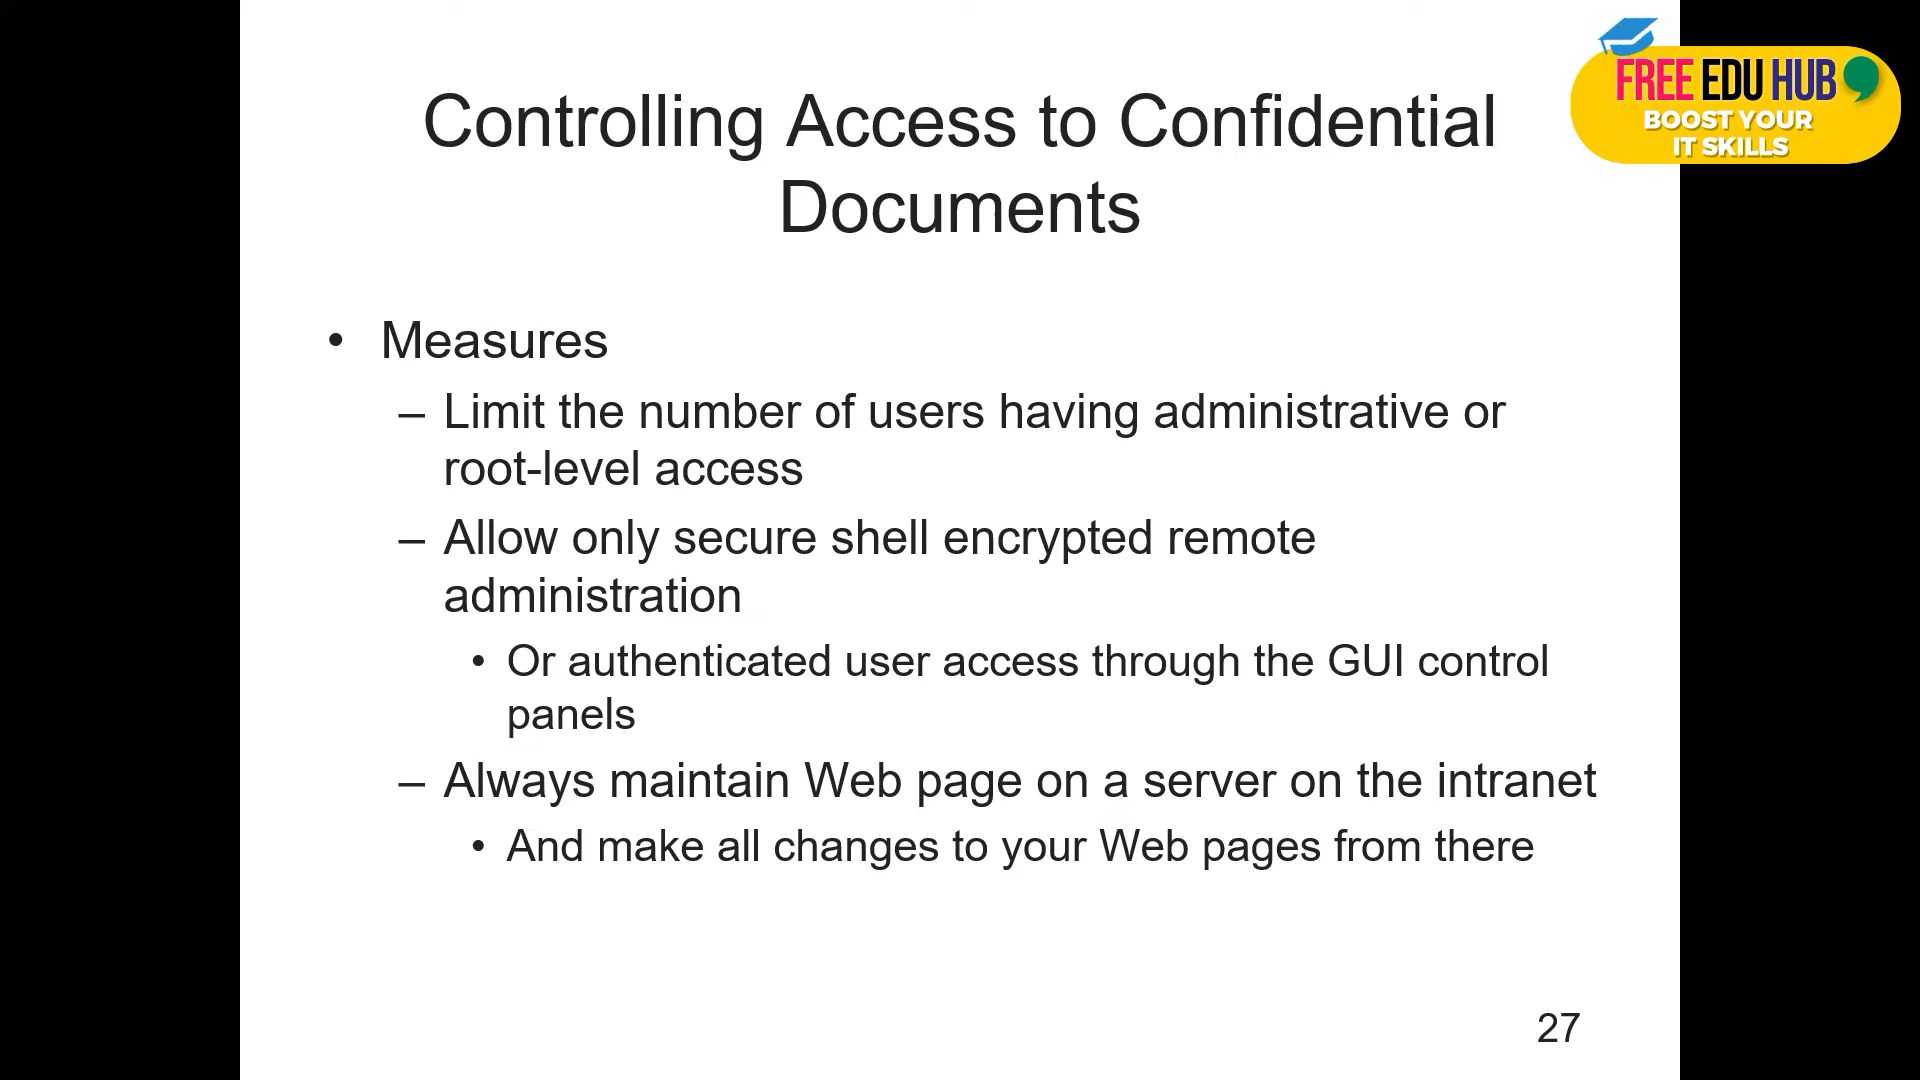 FREE EDU HUB
BOOST YOUR
IT SKILLS
Controlling Access to Confidential
Documents
• Measures
– Limit the number of users having administrative or
root-level access
– Allow only secure shell encrypted remote
administration
• Or authenticated user access through the GUI control
panels
– Always maintain Web page on a server on the intranet
• And make all changes to your Web pages from there
27